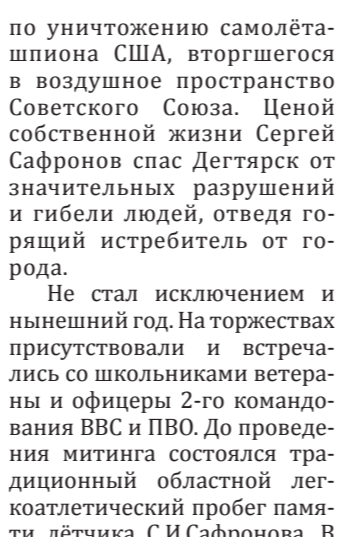 по уничтожению самолёта-
шпиона США, вторгшегося
в воздушное пространство
Советского Союза. Ценой
собственной жизни Сергей
Сафронов спас Дегтярск от
значительных разрушений
и гибели людей, отведя го-
рящий истребитель от го-
рода.
Не стал исключением и
нынешний год. На торжествах
присутствовали и встреча-
лись со школьниками ветера-
ны и офицеры 2-го командо-
вания ВВС и ПВО. До проведе-
ния митинга состоялся тра-
диционный областной лег-
коатлетический пробег памя-
ти лётчика С.И.Сафронова. В